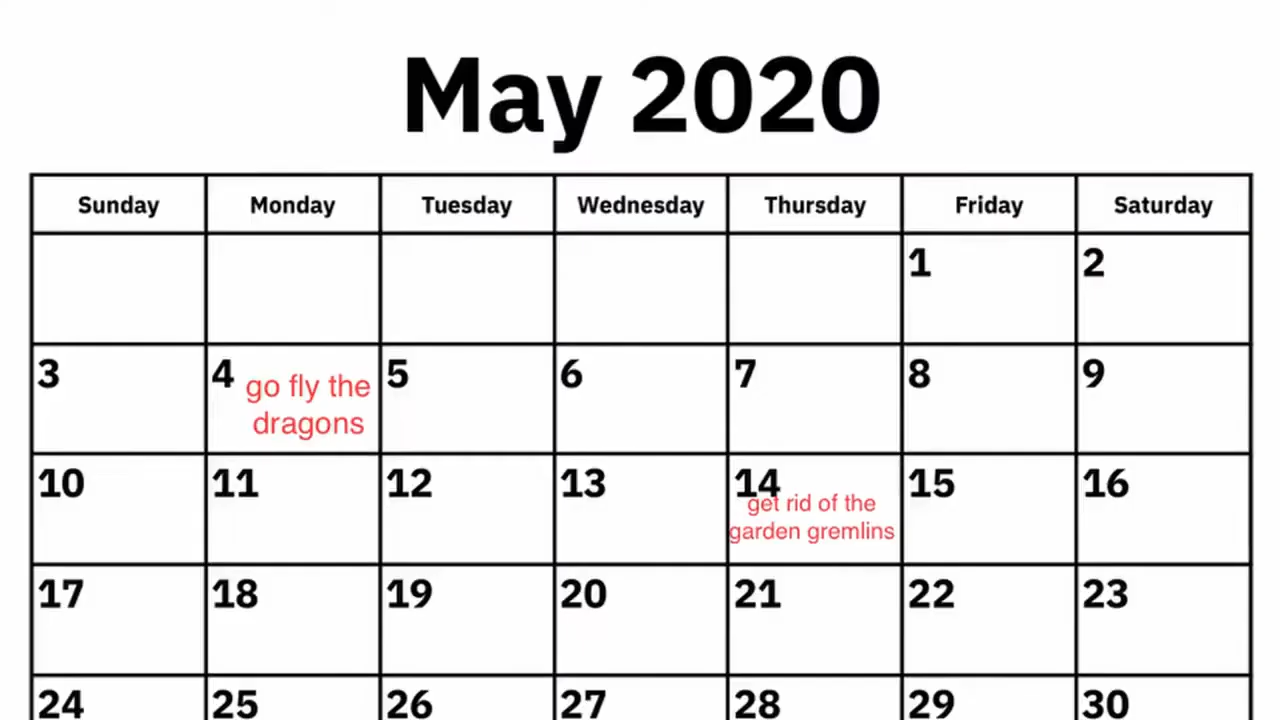 May 2020
Sunday Monday Tuesday Wednesday Thursday Friday Saturday
1 2
3 4 go fly the 5 6 7 8 9
dragons
10 11 12 13 14 15 16
get rid of the
garden gremlins
17 18 19 20 21 22 23
24 25 26 27 28 29 30